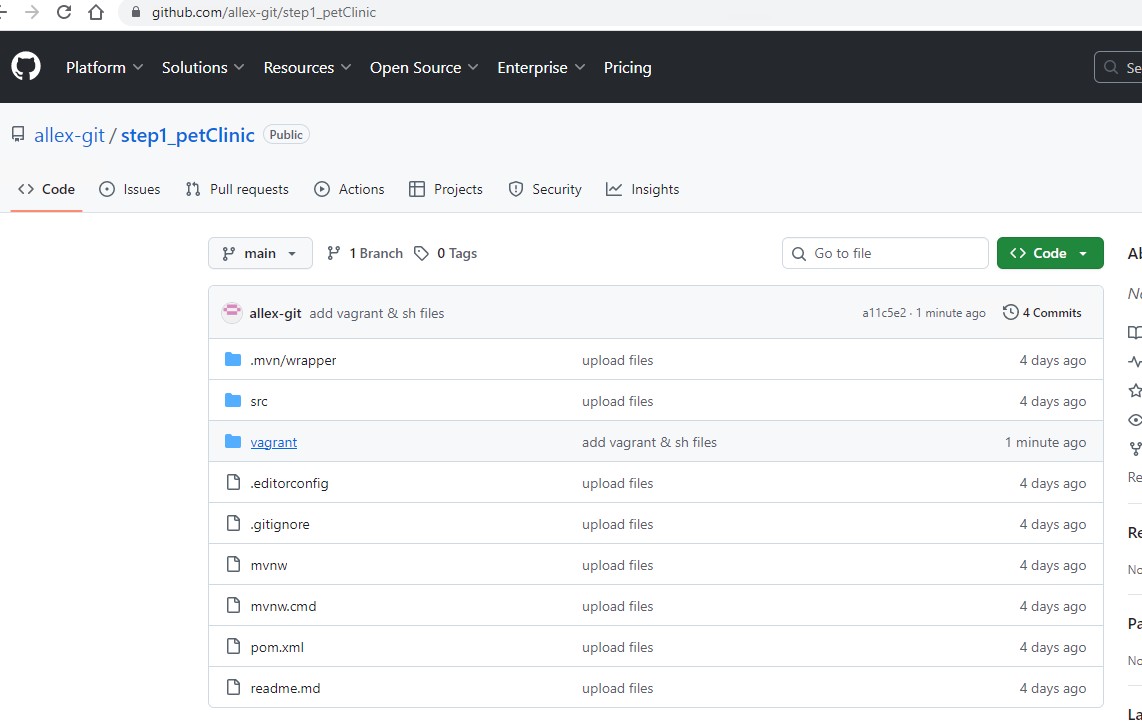 github.com/allex-git/step1_petClinic
Platform Solutions Resources Open Source Enterprise Pricing Se
allex-git / step1_petClinic Public
Code Issues Pull requests Actions Projects Security Insights
main 1 Branch 0 Tags Go to file Code Ab
No
allex-git add vagrant & sh files a11c5e2 · 1 minute ago 4 Commits
.mvn/wrapper upload files 4 days ago
src upload files 4 days ago
vagrant add vagrant & sh files 1 minute ago
Re
.editorconfig upload files 4 days ago
.gitignore upload files 4 days ago
Re
mvnw upload files 4 days ago
No
mvnw.cmd upload files 4 days ago
Pa
pom.xml upload files 4 days ago
No
readme.md upload files 4 days ago
La